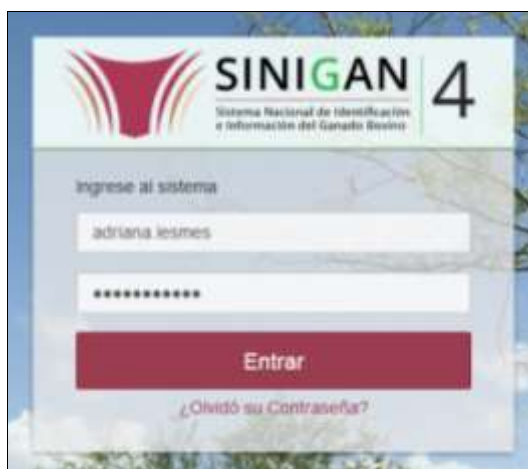 SINIGAN 4
Sistema Nacional de Identificación
e Información del Ganado Bovino
Ingrese al sistema
adriana lesmes
•••••••••••
Entrar
¿Olvidó su Contraseña?